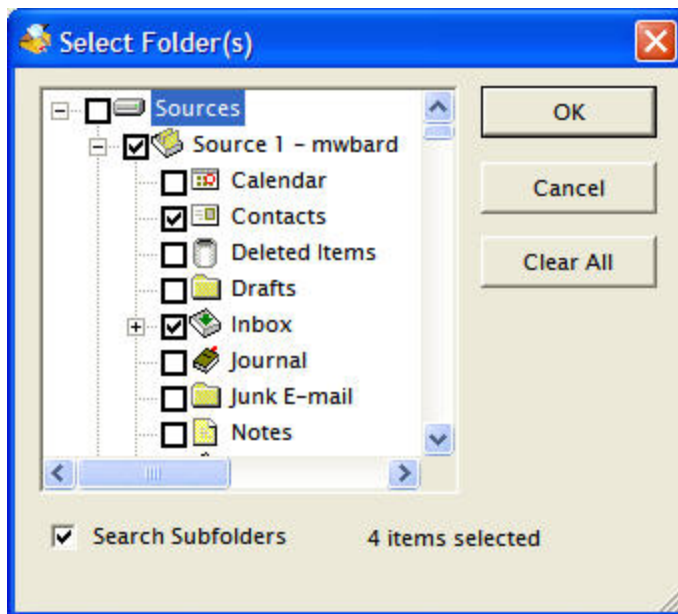 Select Folder(s)
Sources
Source 1 - mwbard
Calendar
Contacts
Deleted Items
Drafts
Inbox
Journal
Junk E-mail
Notes
OK
Cancel
Clear All
Search Subfolders
4 items selected